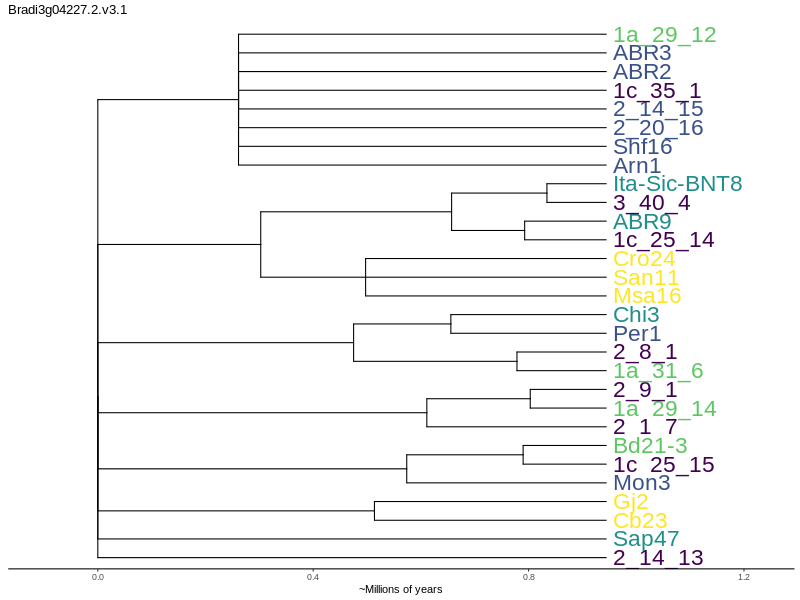 Bradi3g04227.2.v3.1
1a_29_12
ABR3
ABR2
1c_35_1
2_14_15
2_20_16
Shf16
Arn1
Ita-Sic-BNT8
3_40_4
ABR9
1c_25_14
Cro24
San11
Msa16
Chi3
Per1
2_8_1
1a_31_6
2_9_1
1a_29_14
2_1_7
Bd21-3
1c_25_15
Mon3
Gj2
Cb23
Sap47
2_14_13
0.0 0.4 0.8 1.2
~Millions of years